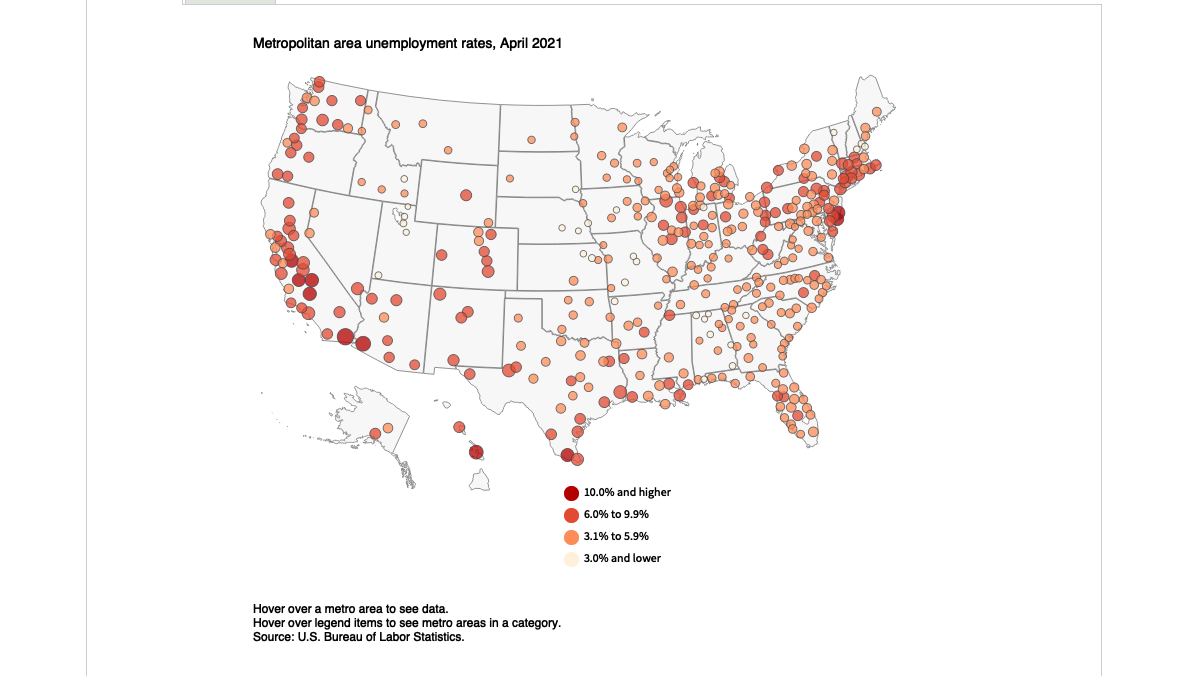 Metropolitan area unemployment rates, April 2021
10.0% and higher
6.0% to 9.9%
3.1% to 5.9%
3.0% and lower
Hover over a metro area to see data.
Hover over legend items to see metro areas in a category.
Source: U.S. Bureau of Labor Statistics.